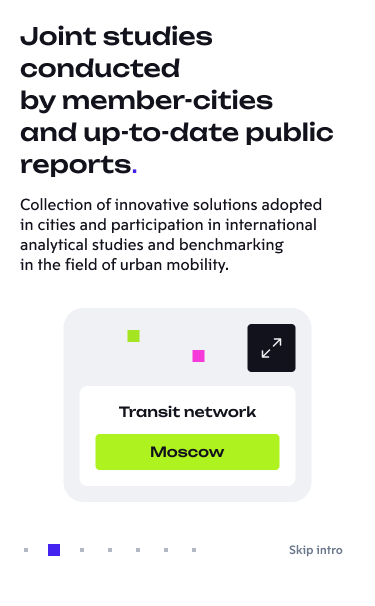 Joint studies
conducted
by member-cities
and up-to-date public
reports.
Collection of innovative solutions adopted
in cities and participation in international
analytical studies and benchmarking
in the field of urban mobility.
Transit network
Moscow
Skip intro